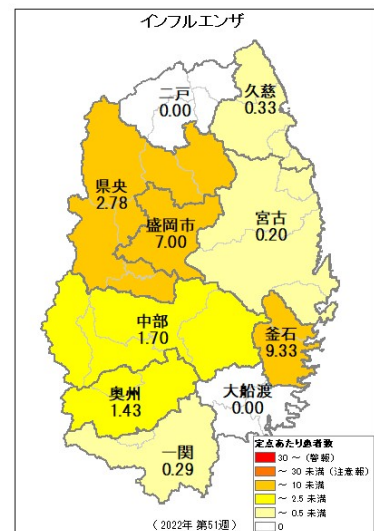 インフルエンザ
二戸
0.00
久慈
0.33
県央
2.78
盛岡市
7.00
宮古
0.20
中部
1.70
釜石
9.33
奥州
1.43
大船渡
0.00
一関
0.29
定点あたり患者数
30 ~ (警報)
~ 30 未満 (注意報)
~ 10 未満
~ 2.5 未満
~ 0.5 未満
0
( 2022年 第51週 )